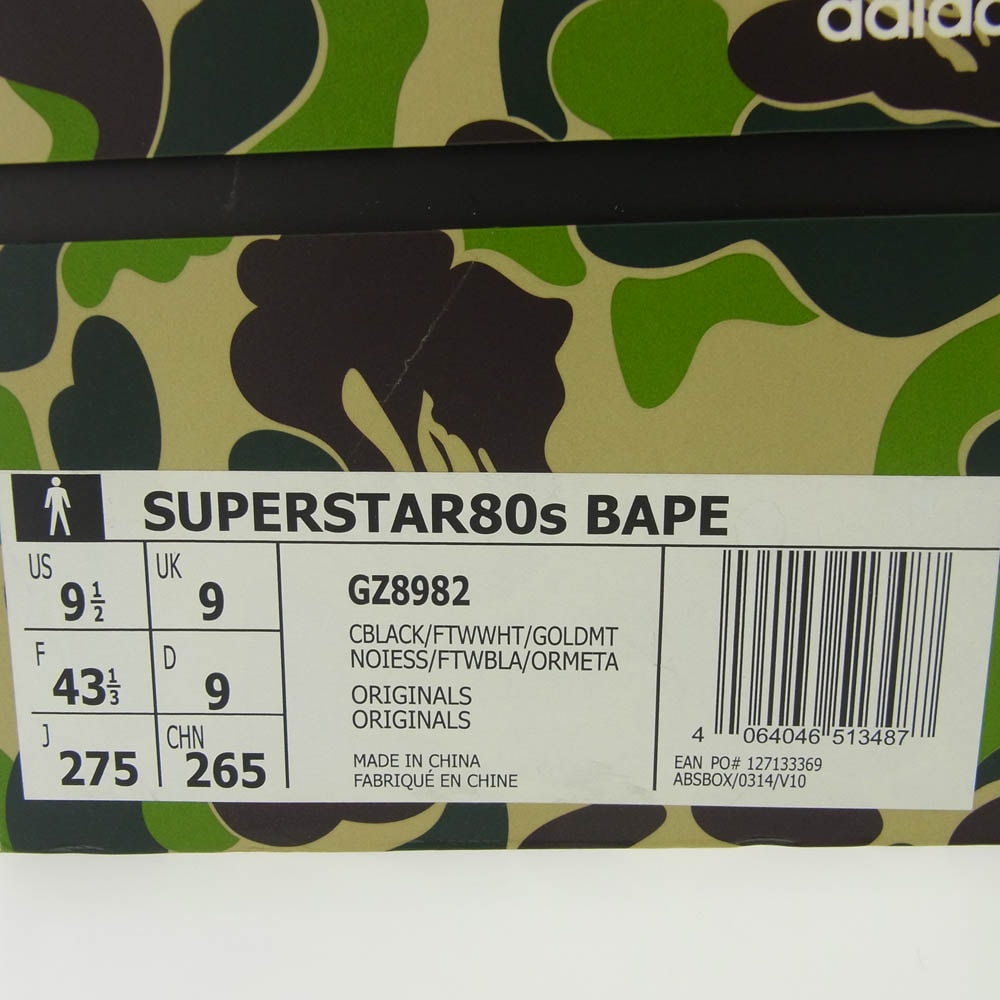 adidas
SUPERSTAR80s BAPE
US 9 1/2
UK 9
F 43 1/3
D 9
J 275
CHN 265
GZ8982
CBLACK/FTWWHT/GOLDMT
NOIESS/FTWBLA/ORMETA
ORIGINALS
ORIGINALS
MADE IN CHINA
FABRIQUÉ EN CHINE
4 064046 513487
EAN PO# 127133369
ABSBOX/0314/V10